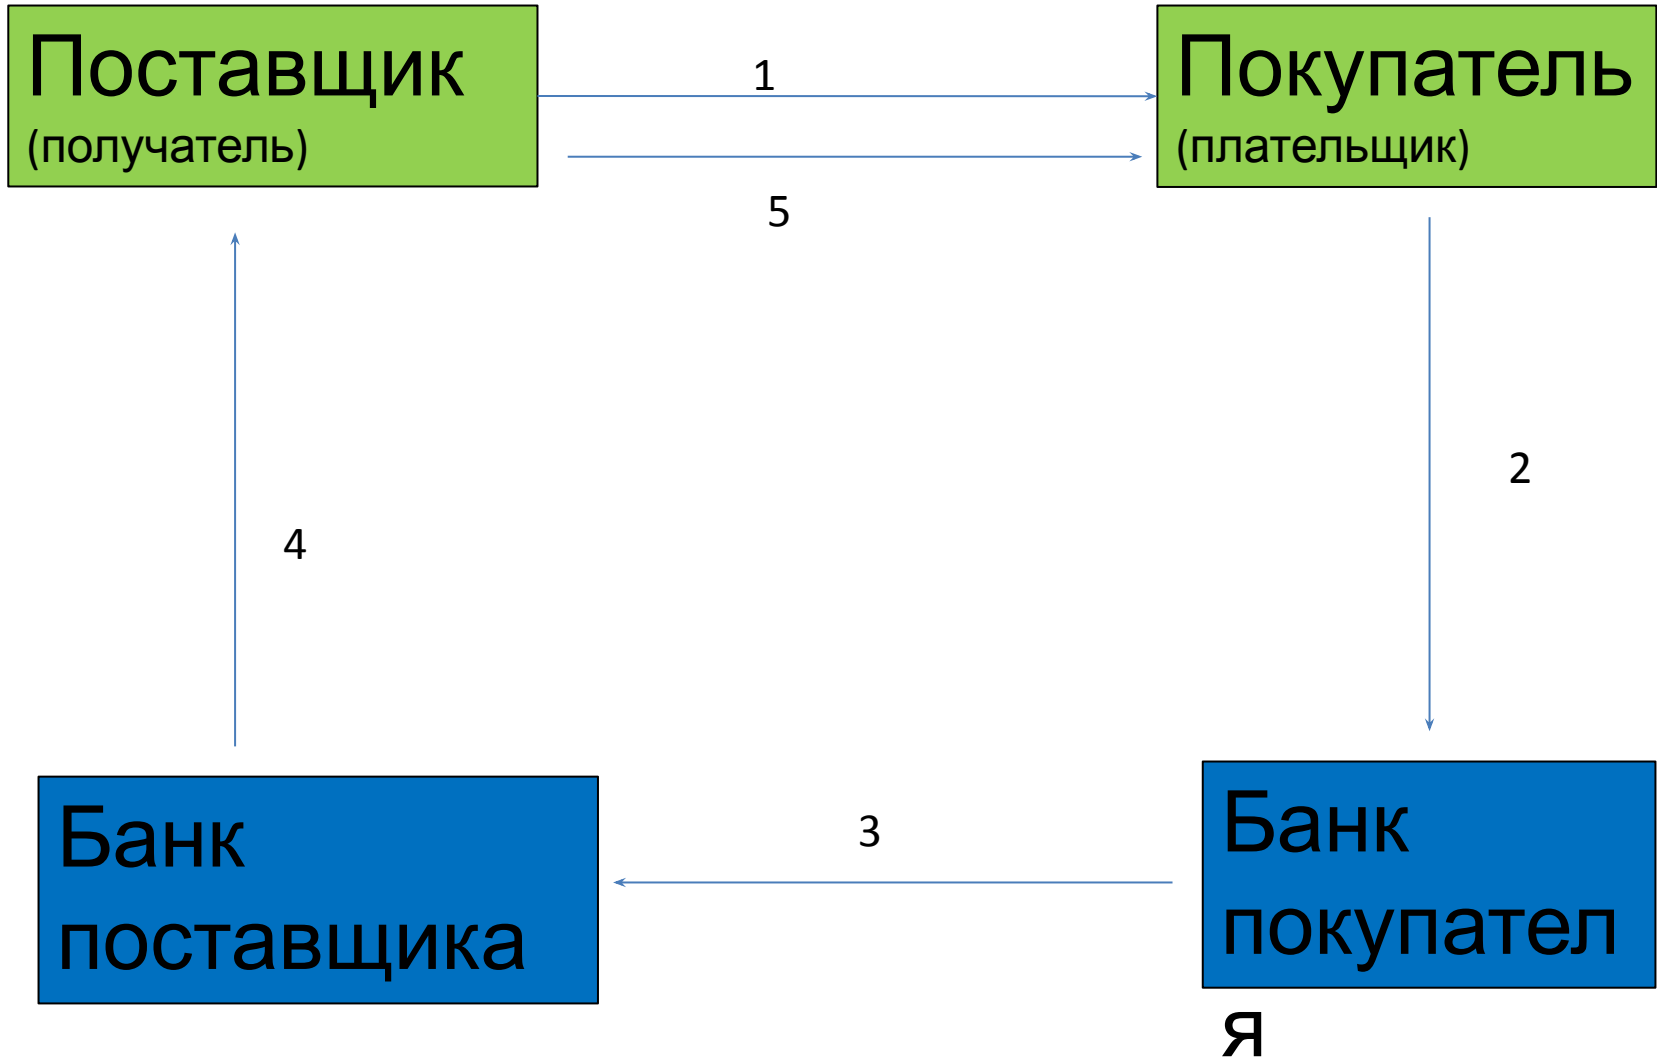 Поставщик
(получатель)
1
Покупатель
(плательщик)
5
2
4
3
Банк
поставщика
Банк
покупател
я